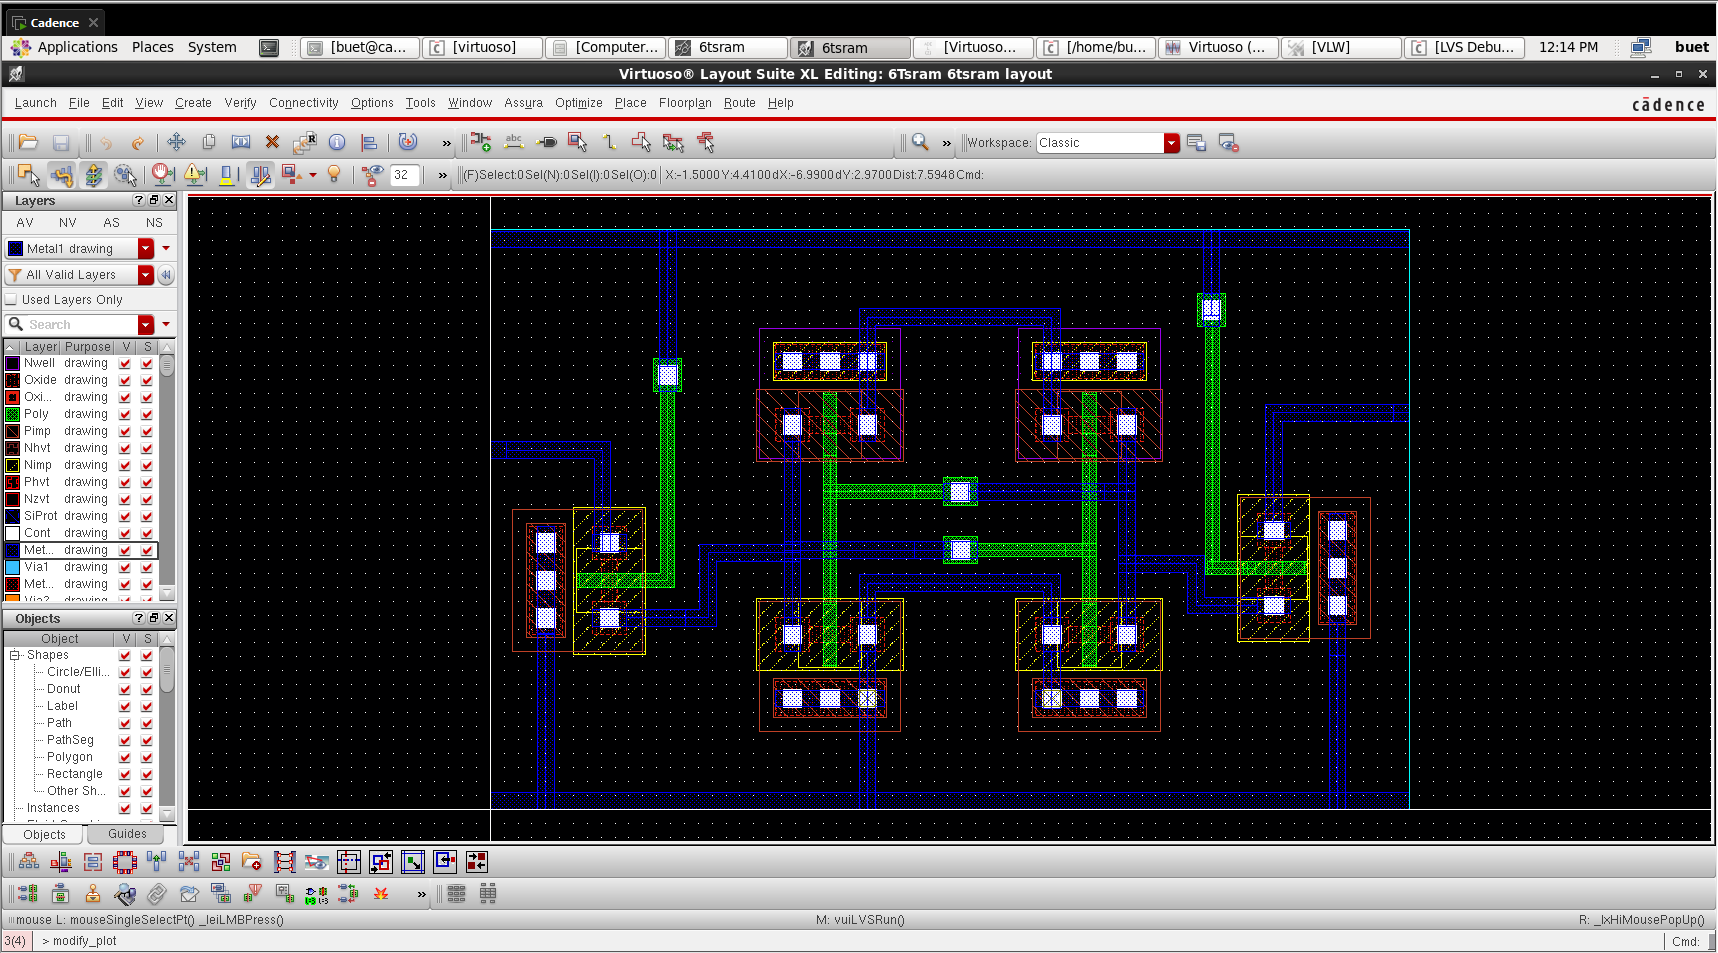 Cadence
Applications Places System [buet@ca... [virtuoso] [Computer... 6tsram 6tsram [Virtuoso... [/home/bu... Virtuoso (... [VLW] [LVS Debu... 12:14 PM buet
Virtuoso® Layout Suite XL Editing: 6Tsram 6tsram layout
Launch File Edit View Create Verify Connectivity Options Tools Window Assura Optimize Place Floorplan Route Help cādence
abc R » » Workspace: Classic
32 » (F)Select:0 Sel(N):0 Sel(I):0 Sel(O):0 X:-1.5000 Y:4.4100 dX:-6.9900 dY:2.9700 Dist:7.5948 Cmd:
Layers
AV NV AS NS
Metal1 drawing
All Valid Layers
Used Layers Only
Search
Layer Purpose V S
Nwell drawing
Oxide drawing
Oxi... drawing
Poly drawing
Pimp drawing
Nhvt drawing
Nimp drawing
Phvt drawing
Nzvt drawing
SiProt drawing
Cont drawing
Met... drawing
Via1 drawing
Met... drawing
Via2 drawing
Objects
Object V S
Shapes
Circle/Elli...
Donut
Label
Path
PathSeg
Polygon
Rectangle
Other Sh...
Instances
Objects Guides
»
mouse L: mouseSingleSelectPt() _leiLMBPress() M: vuiLVSRun() R: _lxHiMousePopUp()
3(4) > modify_plot Cmd: